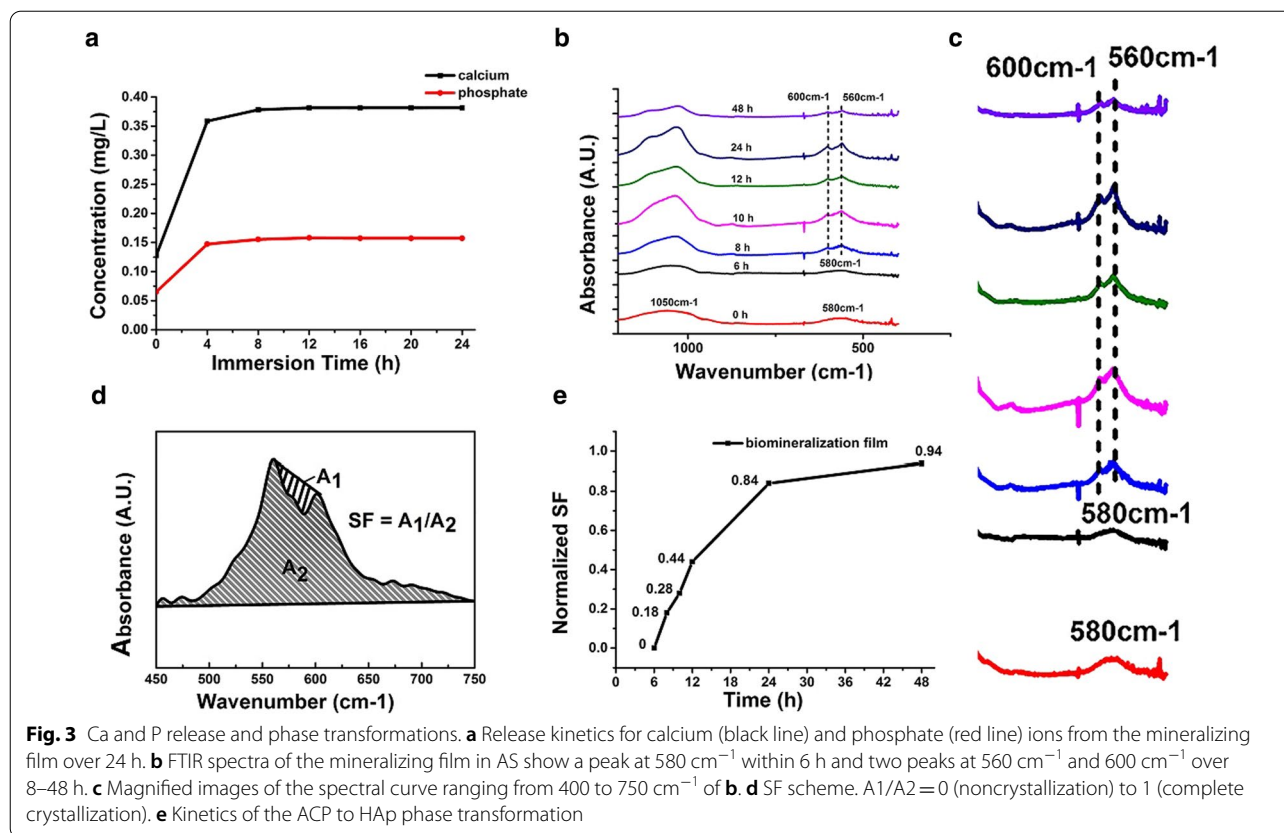 a
calcium
phosphate
0.40
0.35
0.30
0.25
0.20
0.15
0.10
0.05
0.00
Concentration (mg/L)
0 4 8 12 16 20 24
Immersion Time (h)
b
600cm-1 560cm-1
48 h
24 h
12 h
10 h
8 h
6 h 580cm-1
1050cm-1 0 h 580cm-1
Absorbance (A.U.)
1000 500
Wavenumber (cm-1)
c
600cm-1 560cm-1
580cm-1
580cm-1
d
A1
SF = A1/A2
A2
Absorbance (A.U.)
450 500 550 600 650 700 750
Wavenumber (cm-1)
e
biomineralization film
1.0
0.8
0.6
0.4
0.2
0.0
Normalized SF
0.94
0.84
0.44
0.28
0.18
0
0 6 12 18 24 30 36 42 48
Time (h)
Fig. 3 Ca and P release and phase transformations. a Release kinetics for calcium (black line) and phosphate (red line) ions from the mineralizing
film over 24 h. b FTIR spectra of the mineralizing film in AS show a peak at 580 cm−1 within 6 h and two peaks at 560 cm−1 and 600 cm−1 over
8–48 h. c Magnified images of the spectral curve ranging from 400 to 750 cm−1 of b. d SF scheme. A1/A2 = 0 (noncrystallization) to 1 (complete
crystallization). e Kinetics of the ACP to HAp phase transformation